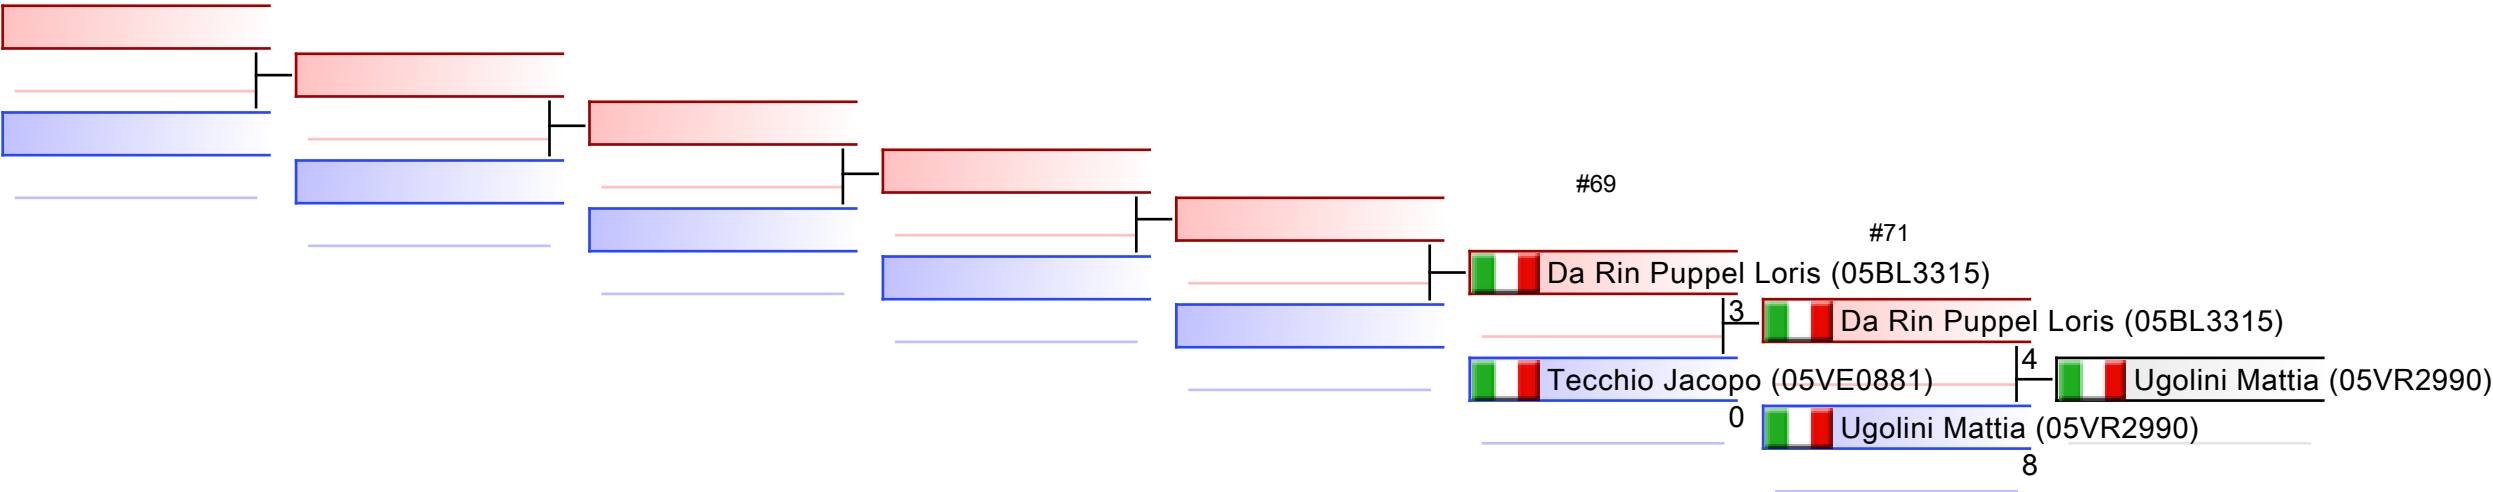 #69
#71
Da Rin Puppel Loris (05BL3315)
3
Da Rin Puppel Loris (05BL3315)
4
Tecchio Jacopo (05VE0881)
Ugolini Mattia (05VR2990)
0
Ugolini Mattia (05VR2990)
8